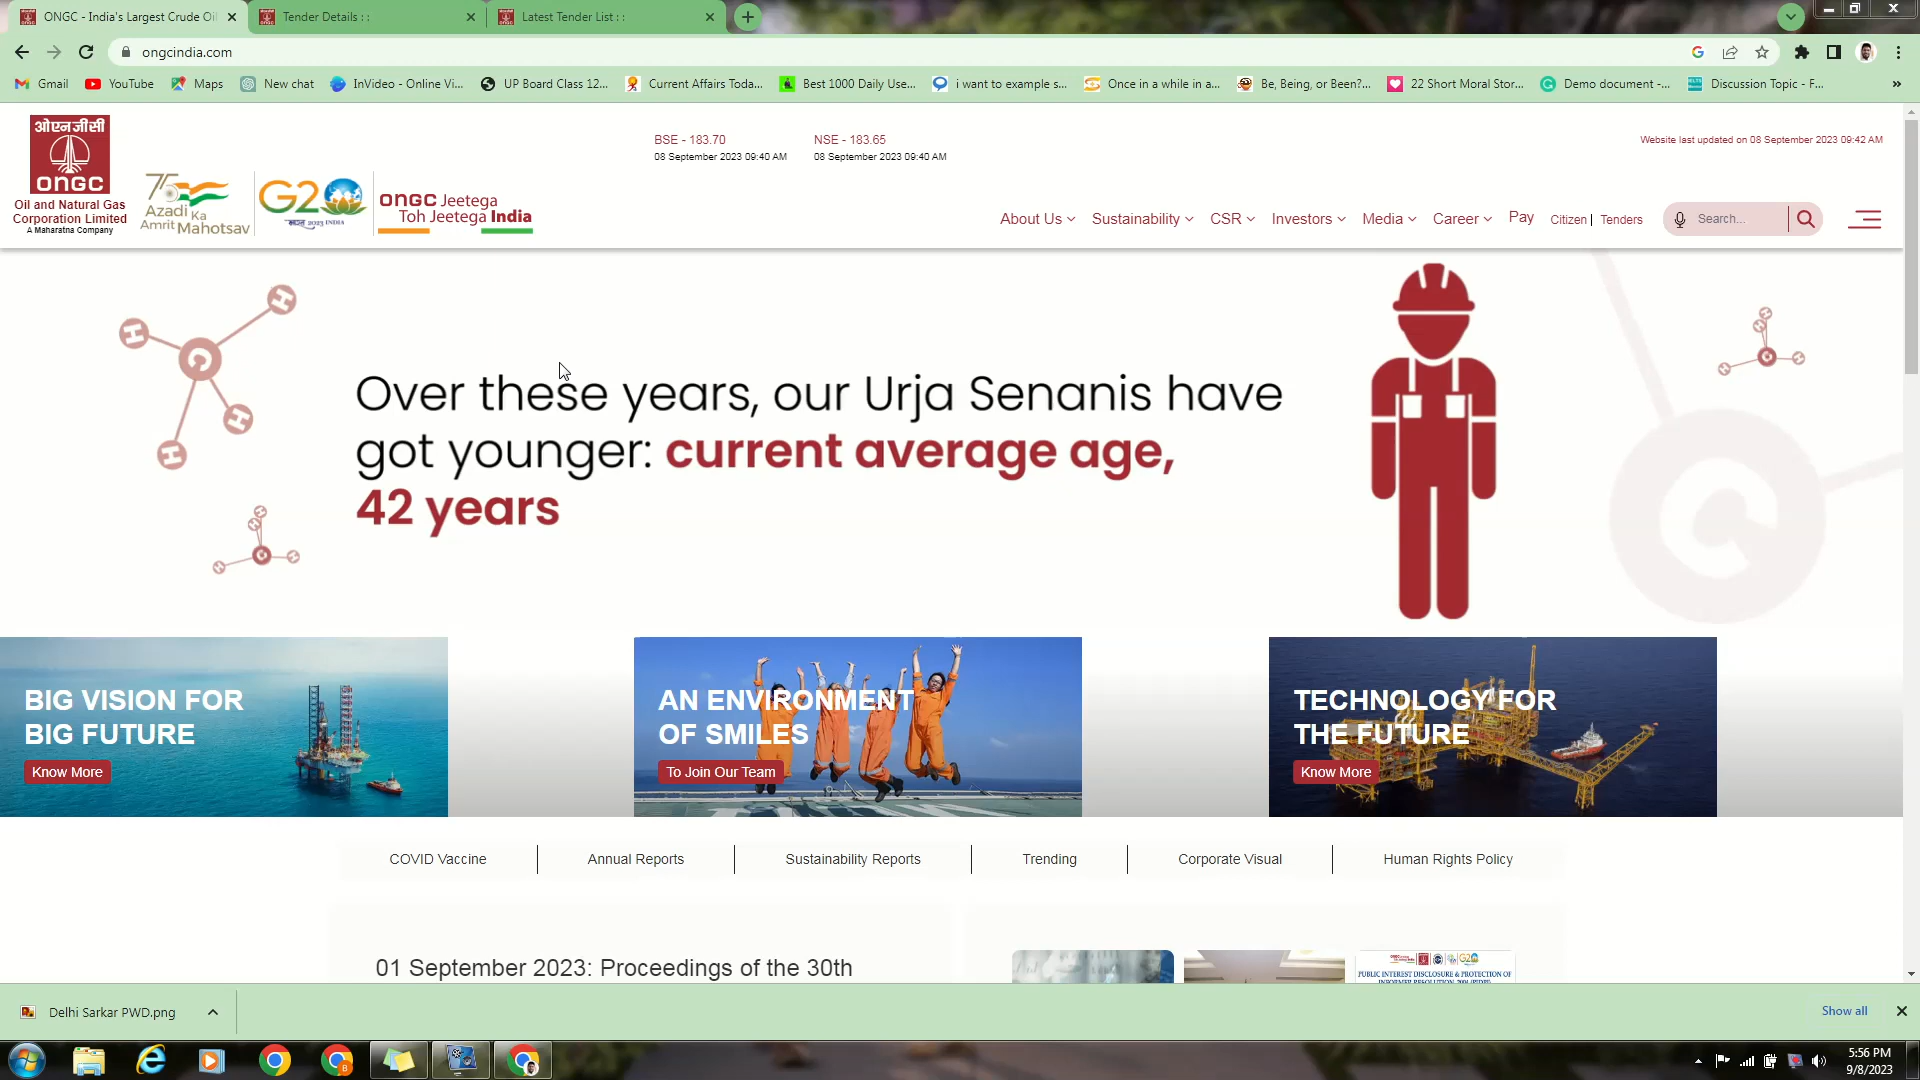 ONGC - India's Largest Crude Oil
Tender Details : :
Latest Tender List : :
ongcindia.com
Gmail
YouTube
Maps
New chat
InVideo - Online Vi...
UP Board Class 12...
Current Affairs Toda...
Best 1000 Daily Use...
i want to example s...
Once in a while in a...
Be, Being, or Been?...
22 Short Moral Stor...
Demo document -...
Discussion Topic - F...
»
ओएनजीसी
ONGC
Oil and Natural Gas
Corporation Limited
A Maharatna Company
75
Azadi Ka
Amrit Mahotsav
G20
भारत 2023 INDIA
ONGC Jeetega
Toh Jeetega India
BSE - 183.70
08 September 2023 09:40 AM
NSE - 183.65
08 September 2023 09:40 AM
Website last updated on 08 September 2023 09:42 AM
About Us
Sustainability
CSR
Investors
Media
Career
Pay
Citizen |
Tenders
Search...
H
H
C
H
H
Over these years, our Urja Senanis have
got younger: current average age,
42 years
BIG VISION FOR
BIG FUTURE
Know More
AN ENVIRONMENT
OF SMILES
To Join Our Team
TECHNOLOGY FOR
THE FUTURE
Know More
COVID Vaccine
Annual Reports
Sustainability Reports
Trending
Corporate Visual
Human Rights Policy
01 September 2023: Proceedings of the 30th
PUBLIC INTEREST DISCLOSURE & PROTECTION OF
Delhi Sarkar PWD.png
Show all
5:56 PM
9/8/2023